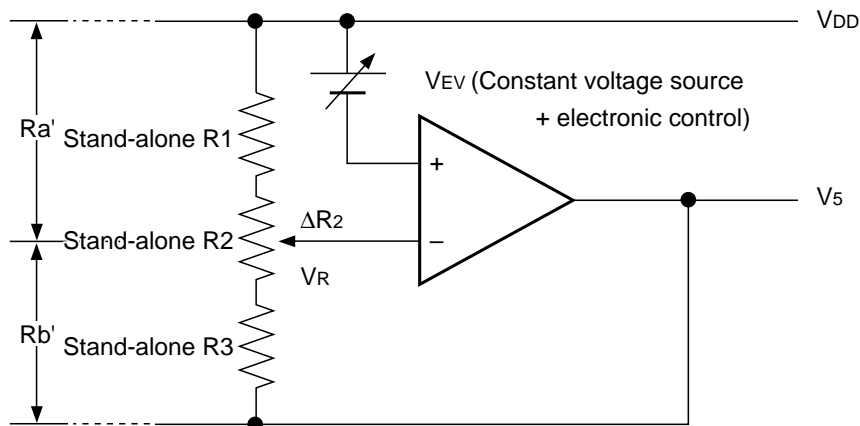 VDD
VEV (Constant voltage source
+ electronic control)
Ra'
Stand-alone R1
+
V5
ΔR2
Stand-alone R2
−
VR
Rb'
Stand-alone R3